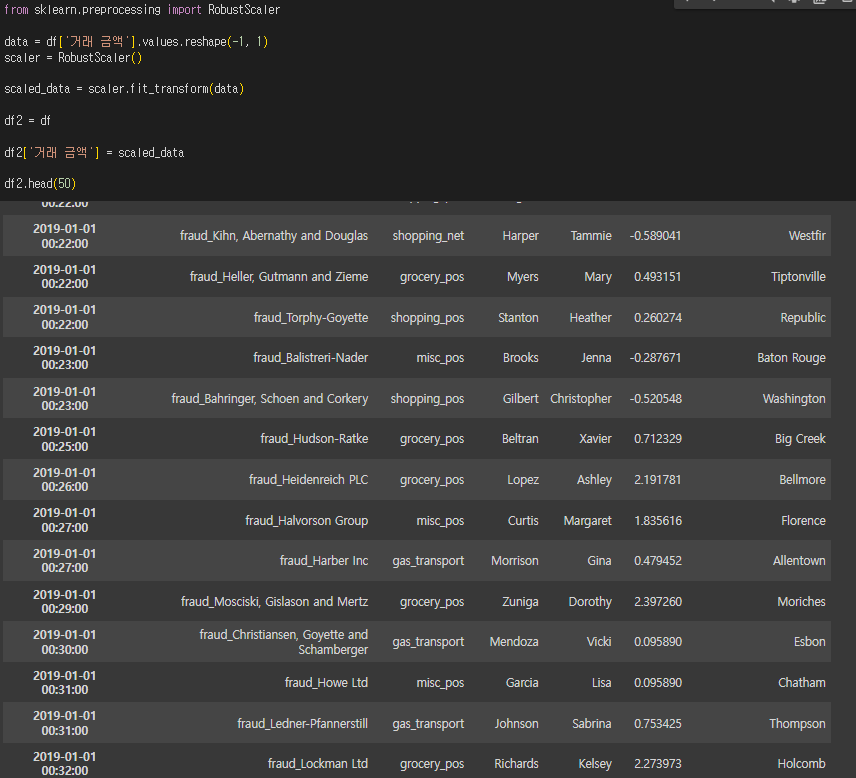 from sklearn.preprocessing import RobustScaler
data = df['거래 금액'].values.reshape(-1, 1)
scaler = RobustScaler()
scaled_data = scaler.fit_transform(data)
df2 = df
df2['거래 금액'] = scaled_data
df2.head(50)
00:22:00
2019-01-01
00:22:00 fraud_Kihn, Abernathy and Douglas shopping_net Harper Tammie -0.589041 Westfir
2019-01-01
00:22:00 fraud_Heller, Gutmann and Zieme grocery_pos Myers Mary 0.493151 Tiptonville
2019-01-01
00:22:00 fraud_Torphy-Goyette shopping_pos Stanton Heather 0.260274 Republic
2019-01-01
00:23:00 fraud_Balistreri-Nader misc_pos Brooks Jenna -0.287671 Baton Rouge
2019-01-01
00:23:00 fraud_Bahringer, Schoen and Corkery shopping_pos Gilbert Christopher -0.520548 Washington
2019-01-01
00:25:00 fraud_Hudson-Ratke grocery_pos Beltran Xavier 0.712329 Big Creek
2019-01-01
00:26:00 fraud_Heidenreich PLC grocery_pos Lopez Ashley 2.191781 Bellmore
2019-01-01
00:27:00 fraud_Halvorson Group misc_pos Curtis Margaret 1.835616 Florence
2019-01-01
00:27:00 fraud_Harber Inc gas_transport Morrison Gina 0.479452 Allentown
2019-01-01
00:29:00 fraud_Mosciski, Gislason and Mertz grocery_pos Zuniga Dorothy 2.397260 Moriches
2019-01-01 fraud_Christiansen, Goyette and
00:30:00 Schamberger gas_transport Mendoza Vicki 0.095890 Esbon
2019-01-01
00:31:00 fraud_Howe Ltd misc_pos Garcia Lisa 0.095890 Chatham
2019-01-01
00:31:00 fraud_Ledner-Pfannerstill gas_transport Johnson Sabrina 0.753425 Thompson
2019-01-01
00:32:00 fraud_Lockman Ltd grocery_pos Richards Kelsey 2.273973 Holcomb